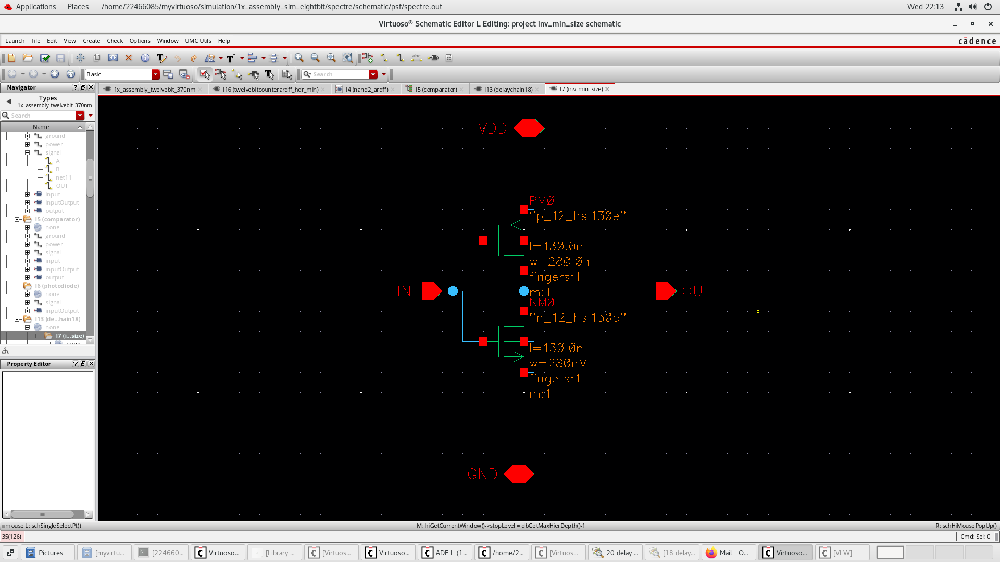 Applications Places /home/22466085/myvirtuoso/simulation/1x_assembly_sim_eightbit/spectre/schematic/psf/spectre.out Wed 22:13
Virtuoso® Schematic Editor L Editing: project inv_min_size schematic
Launch File Edit View Create Check Options Window UMC Utils Help cādence
abc
Basic Search
Navigator
1x_assembly_twelvebit_370nm I16 (twelvebitcounterardff_hdr_min) I4 (nand2_ardff) I5 (comparator) I13 (delaychain18) I7 (inv_min_size)
Types
1x_assembly_twelvebit_370nm
Search
Name
ground
power
signal
A
B
net11
OUT
input
inputOutput
output
I5 (comparator)
none
ground
power
signal
input
inputOutput
output
I6 (photodiode)
none
signal
inputOutput
I13 (de...hain18)
none
I7 (i...size)
none
Property Editor
VDD
PM0
"p_12_hsl130e"
l=130.0n
w=280.0n
fingers:1
m:1
IN
OUT
NM0
"n_12_hsl130e"
l=130.0n
w=280nM
fingers:1
m:1
GND
mouse L: schSingleSelectPt() M: hiGetCurrentWindow()->stopLevel = dbGetMaxHierDepth()-1 R: schHiMousePopUp()
35(126) Cmd: Sel: 0
Pictures [myvirtu... [224660... Virtuoso... [Library ... [Virtuos... Virtuoso... ADE L (1... /home/2... [Virtuos... 20 delay ... [18 delay... Mail - O... Virtuoso... [VLW]